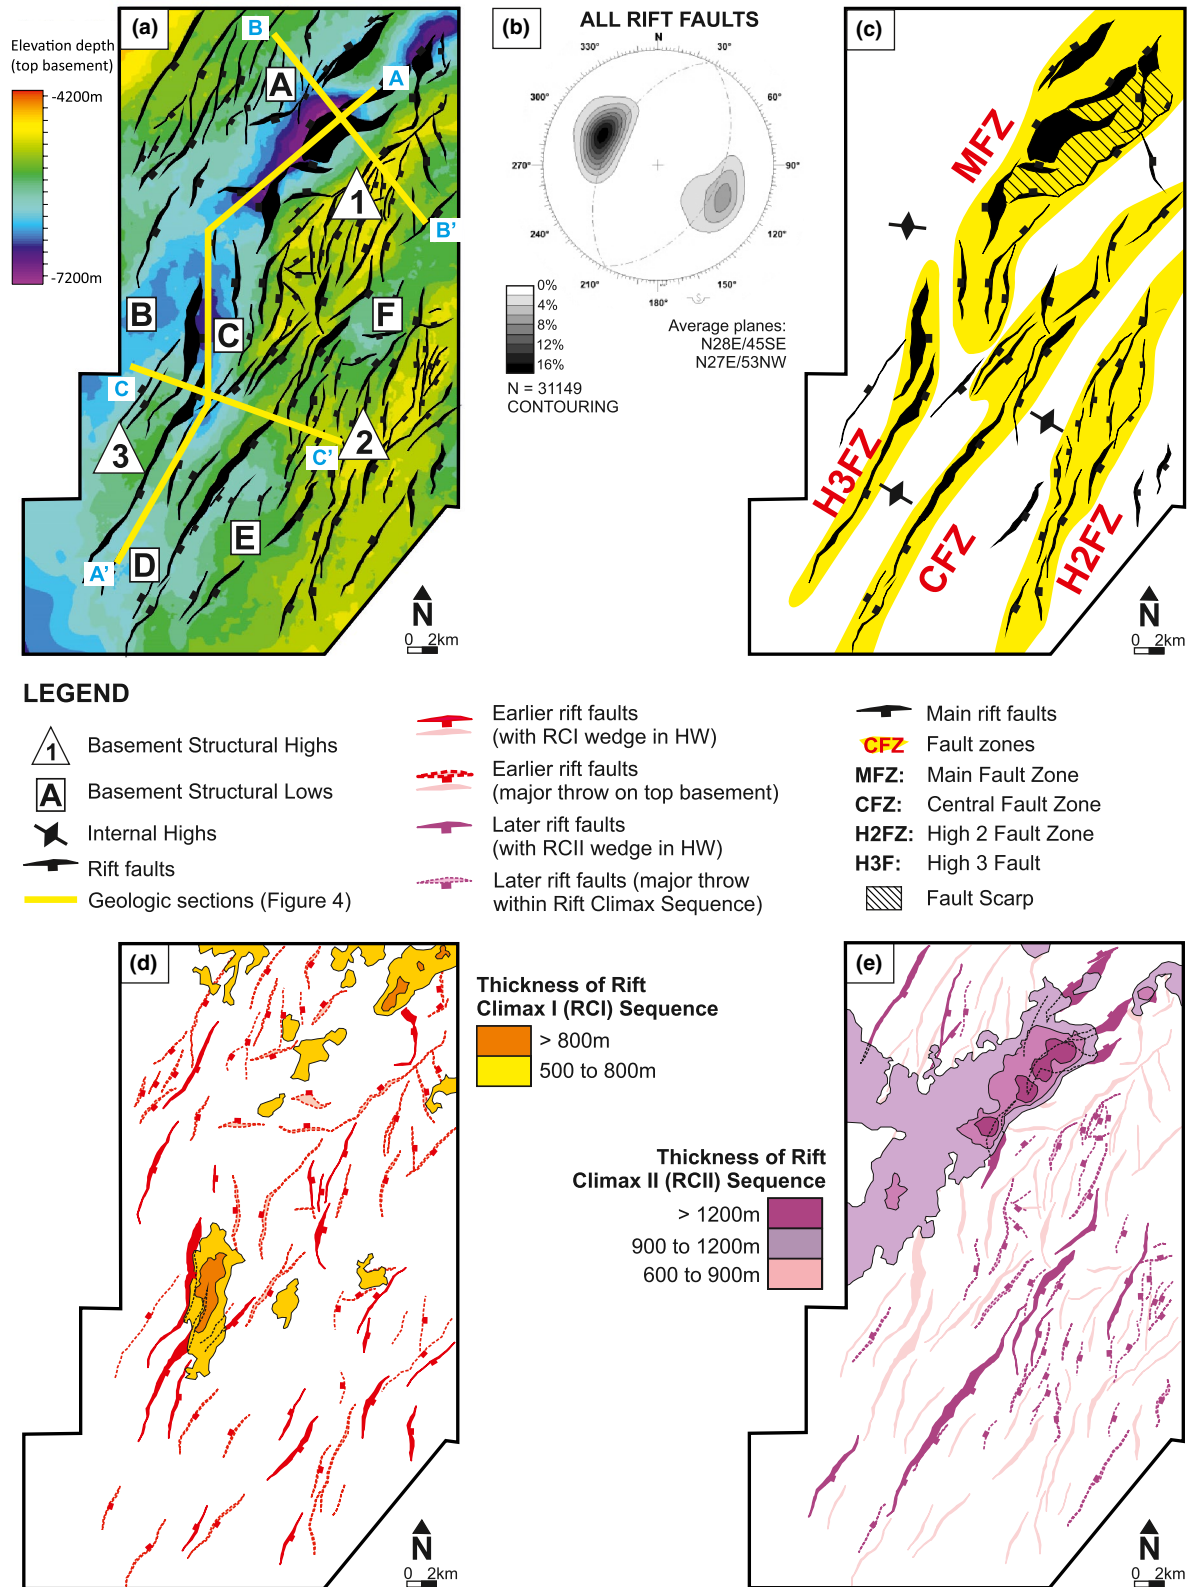 (a)
Elevation depth
(top basement)
-4200m
-7200m
B
A
A
1
B'
B
C
F
C
3
C'
2
E
A'
D
N
0 2km
(b)
ALL RIFT FAULTS
N
330°
30°
300°
60°
270°
90°
240°
120°
210°
150°
180°
S
0%
4%
8%
12%
16%
N = 31149
CONTOURING
Average planes:
N28E/45SE
N27E/53NW
(c)
MFZ
H3FZ
CFZ
H2FZ
N
0 2km
LEGEND
1 Basement Structural Highs
A Basement Structural Lows
Internal Highs
Rift faults
Geologic sections (Figure 4)
Earlier rift faults
(with RCI wedge in HW)
Earlier rift faults
(major throw on top basement)
Later rift faults
(with RCII wedge in HW)
Later rift faults (major throw
within Rift Climax Sequence)
Main rift faults
CFZ Fault zones
MFZ: Main Fault Zone
CFZ: Central Fault Zone
H2FZ: High 2 Fault Zone
H3F: High 3 Fault
Fault Scarp
(d)
Thickness of Rift
Climax I (RCI) Sequence
> 800m
500 to 800m
N
0 2km
(e)
Thickness of Rift
Climax II (RCII) Sequence
> 1200m
900 to 1200m
600 to 900m
N
0 2km